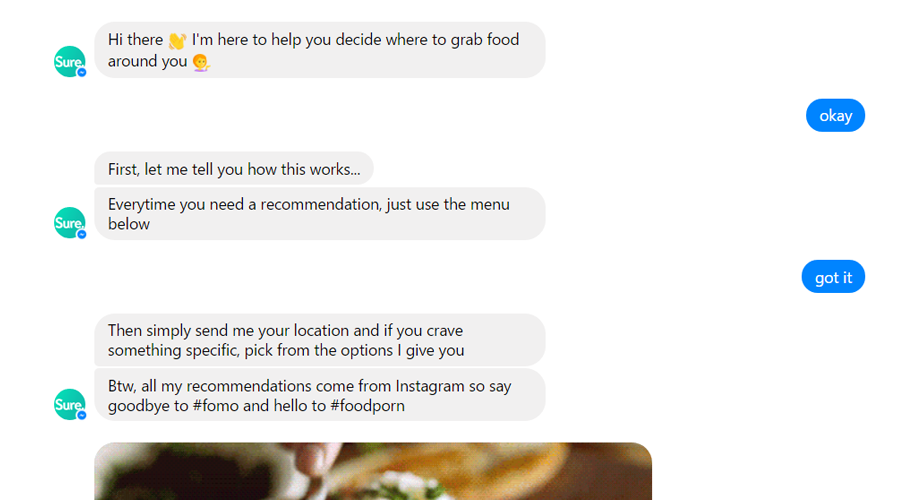 Hi there 👋 I'm here to help you decide where to grab food
around you 💁
Sure
okay
First, let me tell you how this works...
Everytime you need a recommendation, just use the menu
below
Sure
got it
Then simply send me your location and if you crave
something specific, pick from the options I give you
Btw, all my recommendations come from Instagram so say
goodbye to #fomo and hello to #foodporn
Sure